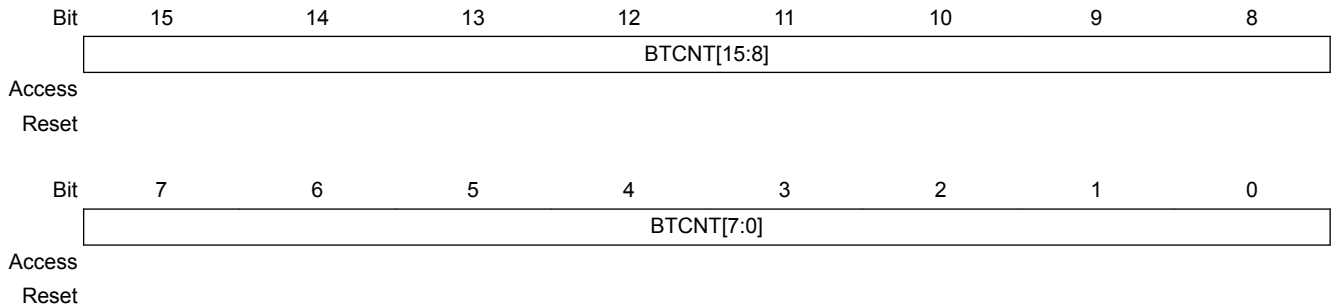 Bit 15 14 13 12 11 10 9 8
BTCNT[15:8]
Access
Reset
Bit 7 6 5 4 3 2 1 0
BTCNT[7:0]
Access
Reset